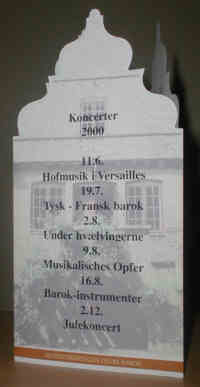 Koncerter
2000
11.6.
Hofmusik i Versailles
19.7.
Tysk - Fransk barok
2.8.
Under hvælvingerne
9.8.
Musikalisches Opfer
16.8.
Barok-instrumenter
2.12.
Julekoncert